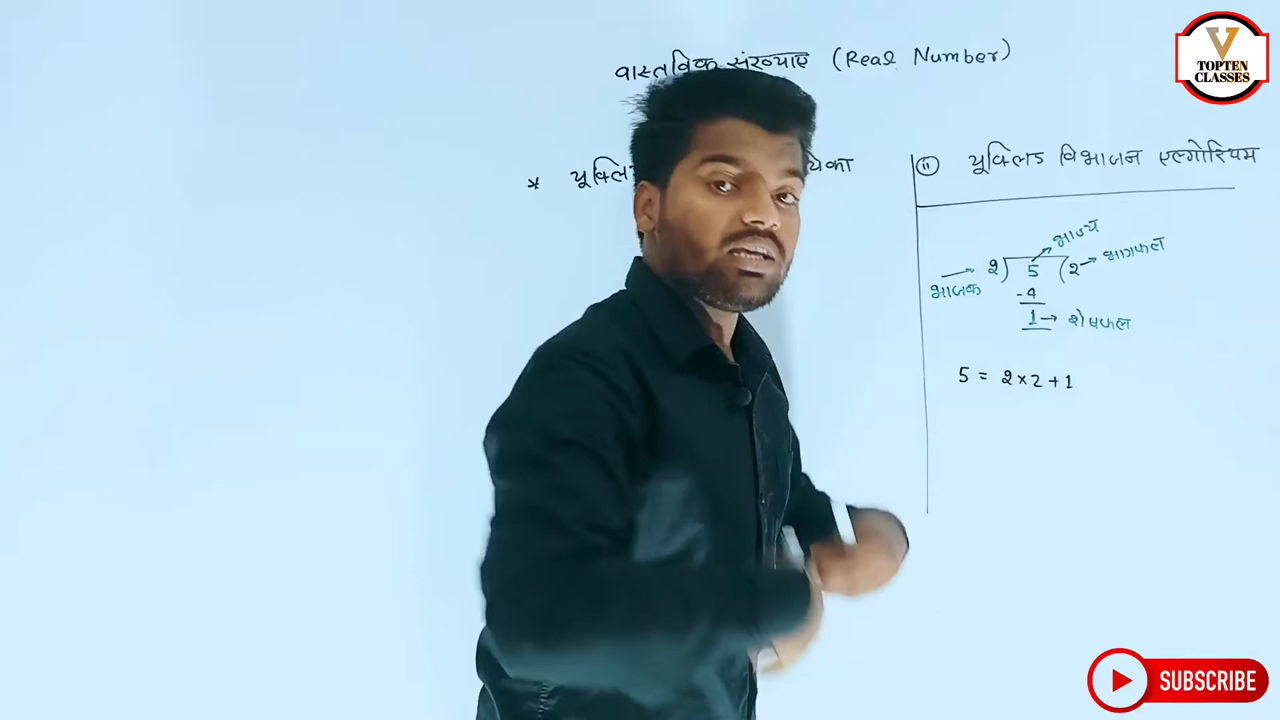 वास्तविक संख्याए (Real Number)
TOPTEN
CLASSES
* यूक्लि
ⅱ यूक्लिड विभाजन एल्गोरिथम
भाज्य
2) 5 (2 → भागफल
→ भाजक
-4
1 → शेषफल
5 = 2×2+1
SUBSCRIBE